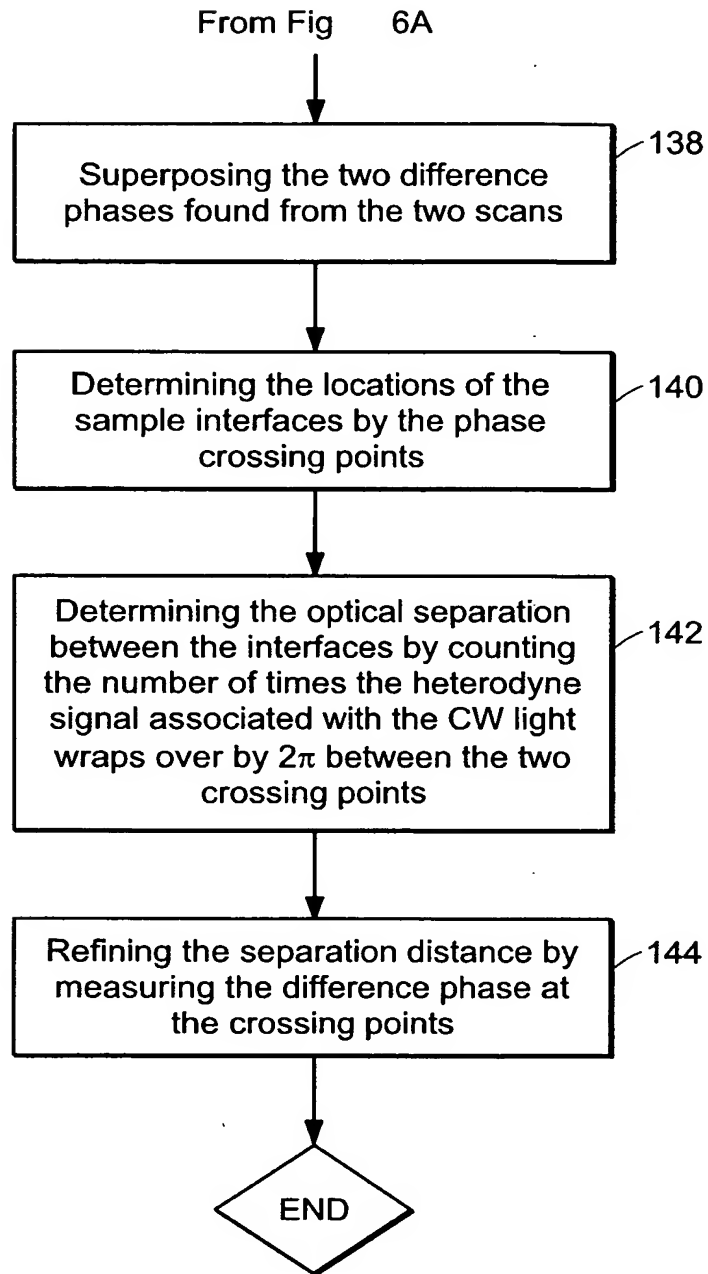 From Fig 6A
138
Superposing the two difference
phases found from the two scans
140
Determining the locations of the
sample interfaces by the phase
crossing points
142
Determining the optical separation
between the interfaces by counting
the number of times the heterodyne
signal associated with the CW light
wraps over by 2π between the two
crossing points
144
Refining the separation distance by
measuring the difference phase at
the crossing points
END